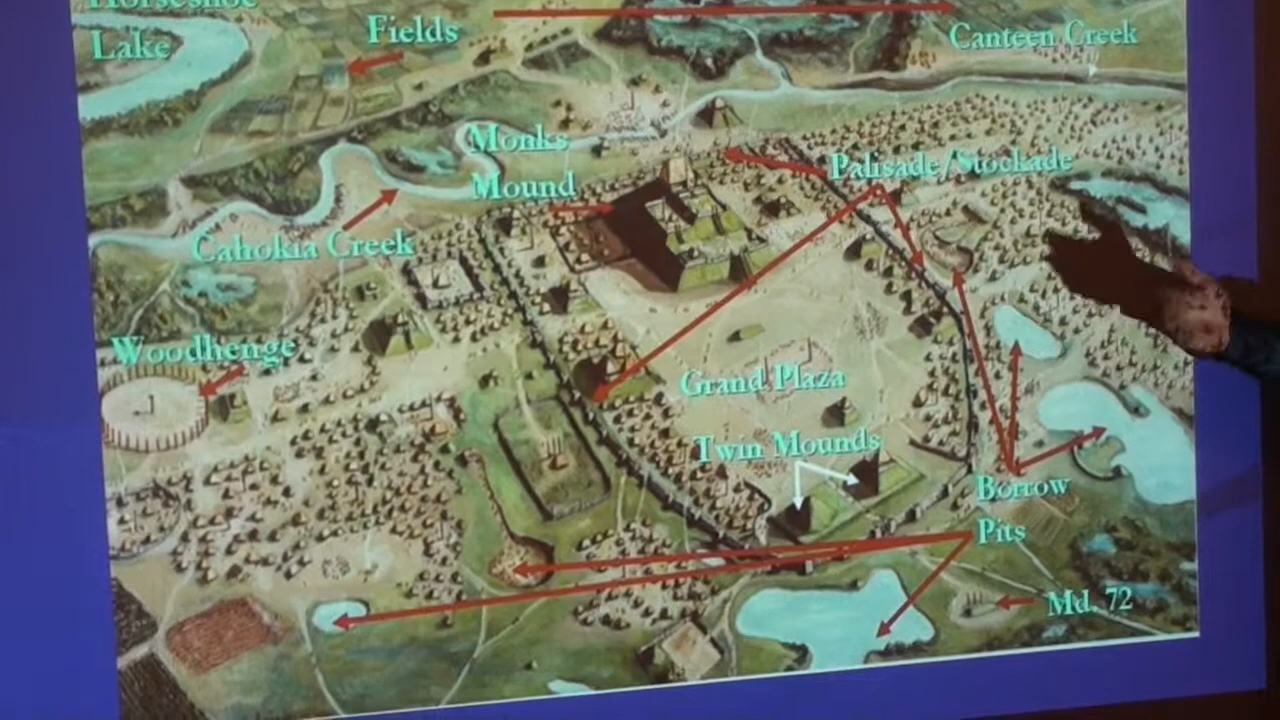 Horseshoe
Lake
Fields
Canteen Creek
Monks
Mound
Palisade/Stockade
Cahokia Creek
Woodhenge
Grand Plaza
Twin Mounds
Borrow
Pits
Md. 72